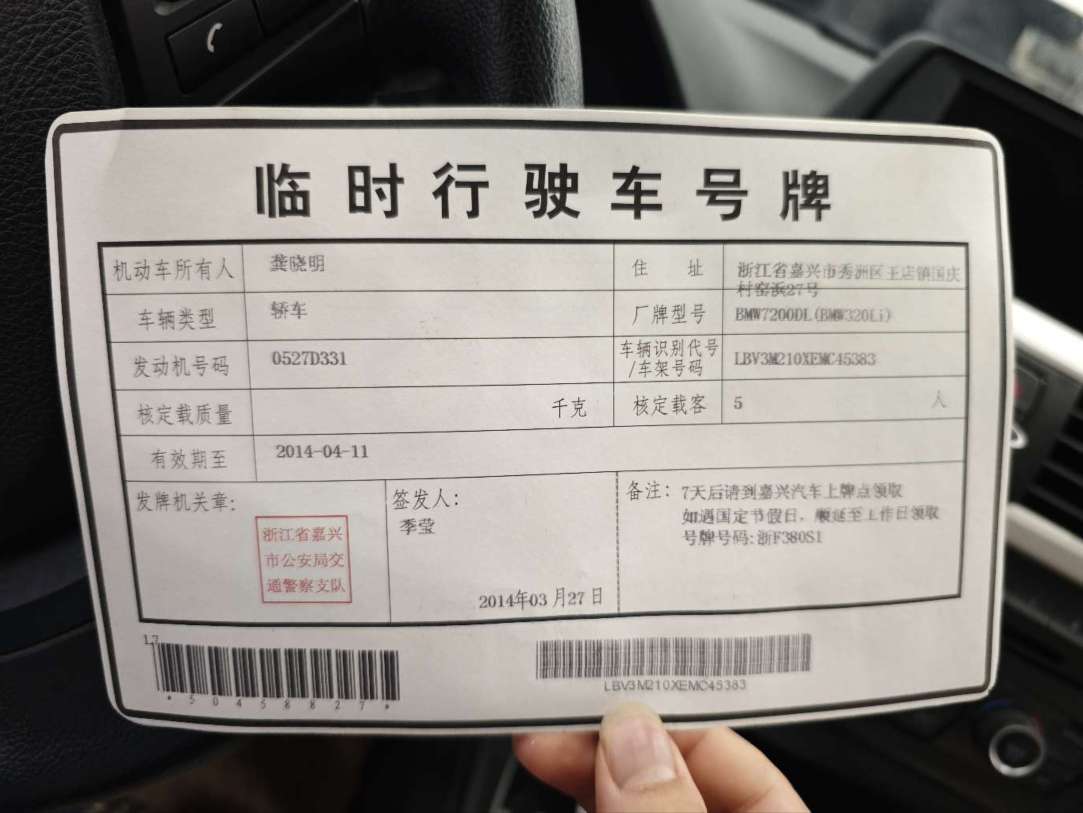 临时行驶车号牌
机动车所有人 龚晓明 住 址 浙江省嘉兴市秀洲区王店镇国庆
村窑浜27号
车辆类型 轿车 厂牌型号 BMW7200DL(BMW320Li)
发动机号码 0527D331 车辆识别代号
/车架号码 LBV3M210XEMC45383
核定载质量 千克 核定载客 5 人
有效期至 2014-04-11
发牌机关章:
浙江省嘉兴
市公安局交
通警察支队
签发人:
季莹
2014年03月27日
备注: 7天后请到嘉兴汽车上牌点领取
如遇国定节假日，顺延至工作日领取
号牌号码:浙F380S1
*50458827*
LBV3M210XEMC45383